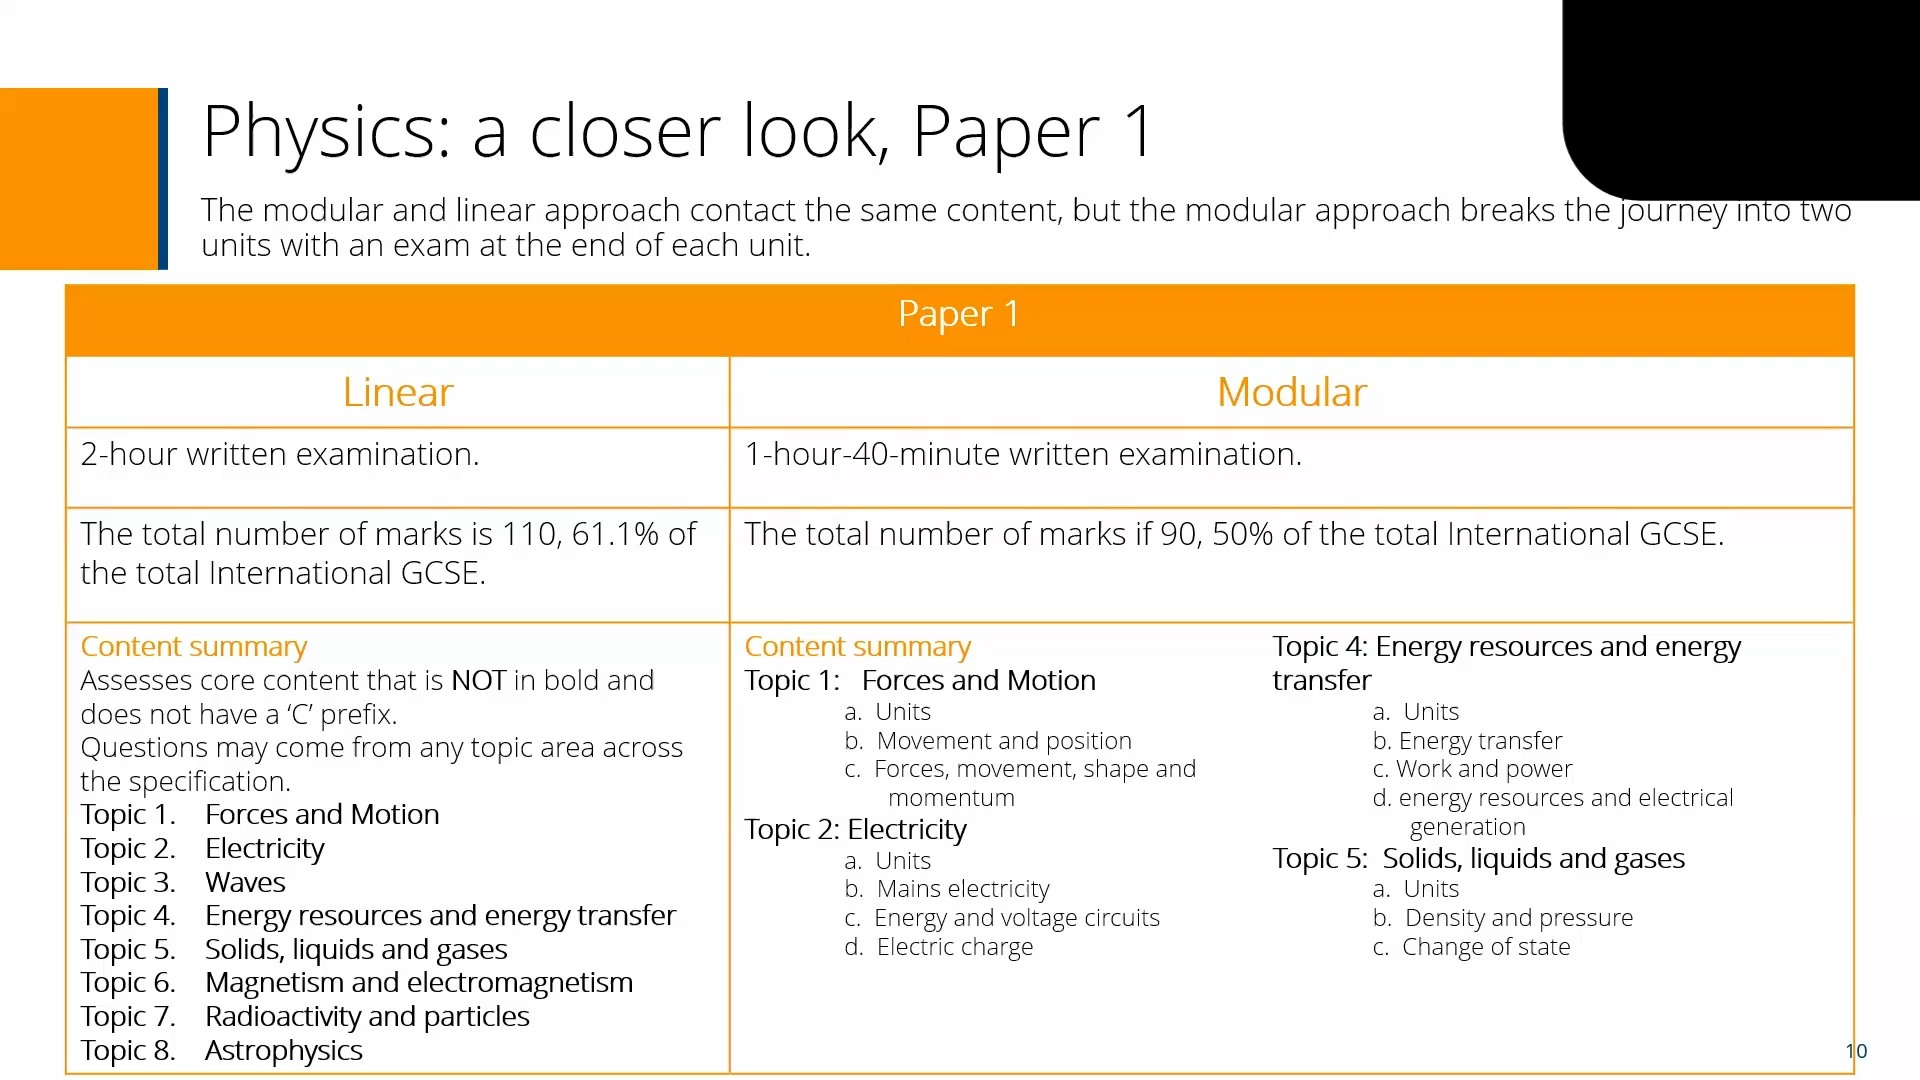 Physics: a closer look, Paper 1
The modular and linear approach contact the same content, but the modular approach breaks the journey into two
units with an exam at the end of each unit.
Paper 1
Linear
Modular
2-hour written examination.
1-hour-40-minute written examination.
The total number of marks is 110, 61.1% of
the total International GCSE.
The total number of marks if 90, 50% of the total International GCSE.
Content summary
Assesses core content that is NOT in bold and
does not have a ‘C’ prefix.
Questions may come from any topic area across
the specification.
Topic 1. Forces and Motion
Topic 2. Electricity
Topic 3. Waves
Topic 4. Energy resources and energy transfer
Topic 5. Solids, liquids and gases
Topic 6. Magnetism and electromagnetism
Topic 7. Radioactivity and particles
Topic 8. Astrophysics
Content summary
Topic 1: Forces and Motion
a. Units
b. Movement and position
c. Forces, movement, shape and
momentum
Topic 2: Electricity
a. Units
b. Mains electricity
c. Energy and voltage circuits
d. Electric charge
Topic 4: Energy resources and energy
transfer
a. Units
b. Energy transfer
c. Work and power
d. energy resources and electrical
generation
Topic 5: Solids, liquids and gases
a. Units
b. Density and pressure
c. Change of state
10